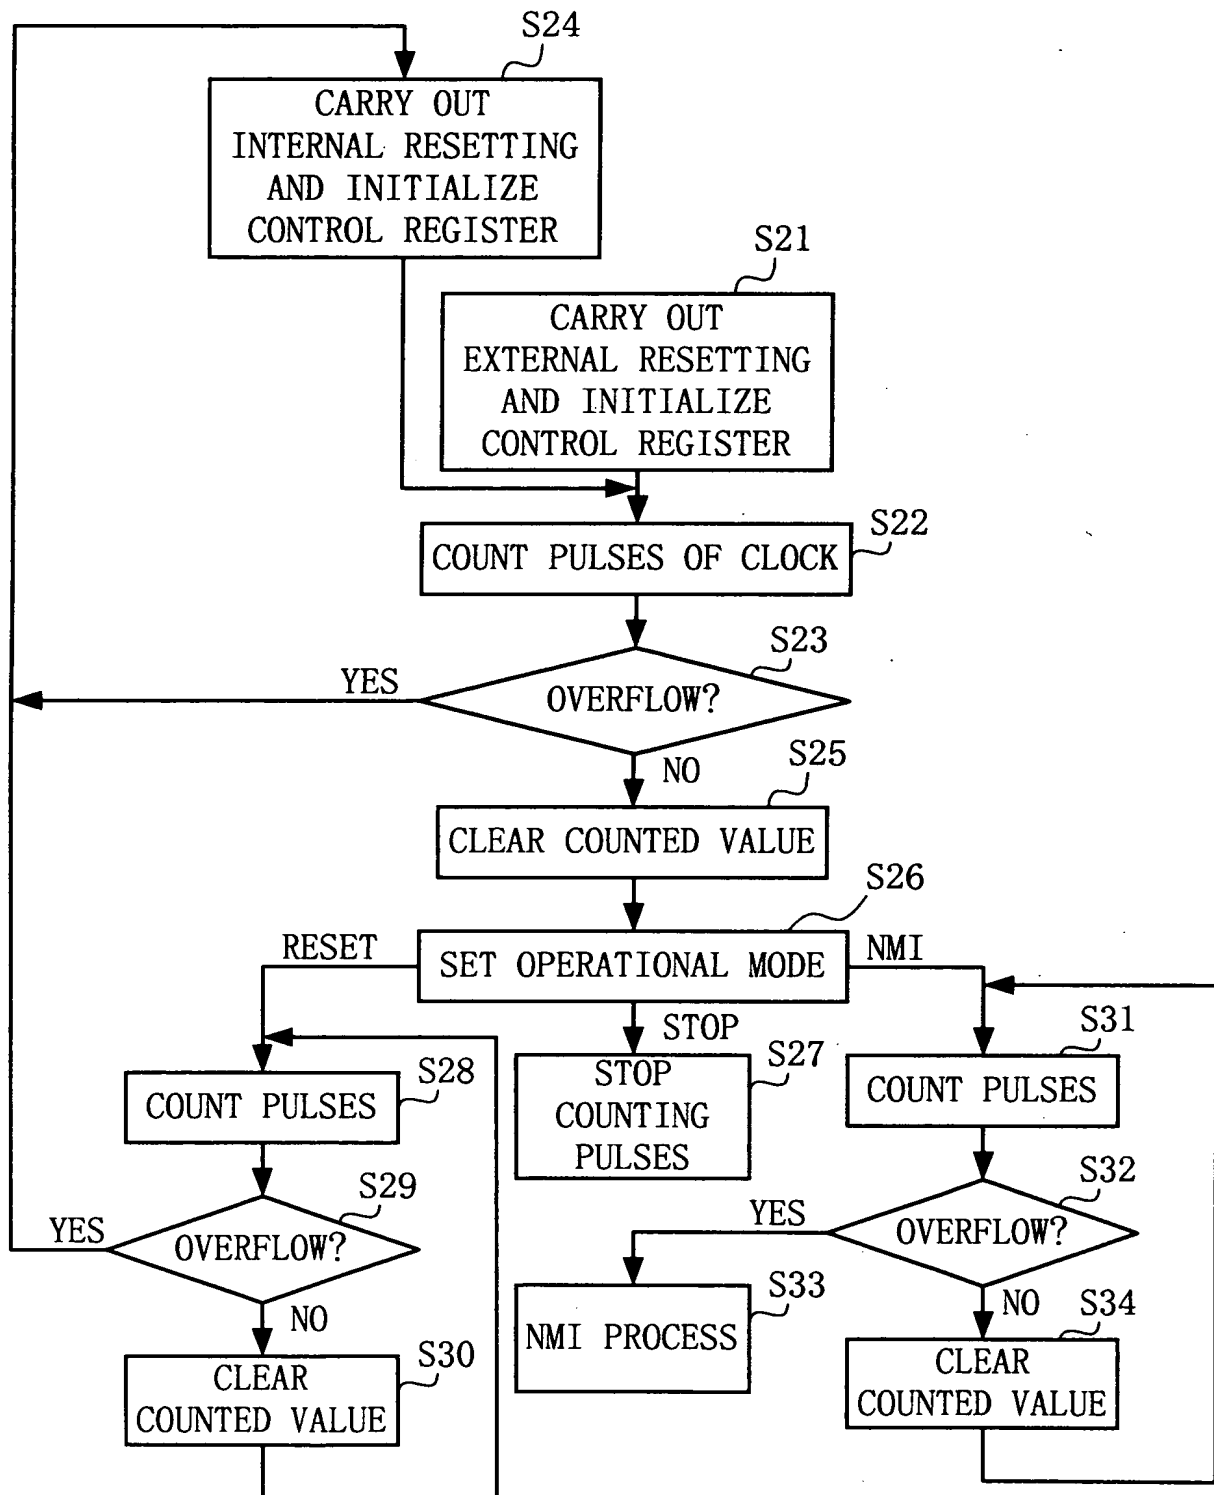 S24
CARRY OUT
INTERNAL RESETTING
AND INITIALIZE
CONTROL REGISTER
S21
CARRY OUT
EXTERNAL RESETTING
AND INITIALIZE
CONTROL REGISTER
S22
COUNT PULSES OF CLOCK
S23
YES
OVERFLOW?
NO
S25
CLEAR COUNTED VALUE
S26
RESET
SET OPERATIONAL MODE
NMI
STOP
S28
COUNT PULSES
S27
STOP
COUNTING
PULSES
S31
COUNT PULSES
S29
YES
OVERFLOW?
NO
S32
YES
OVERFLOW?
NO
S30
CLEAR
COUNTED VALUE
S33
NMI PROCESS
S34
CLEAR
COUNTED VALUE